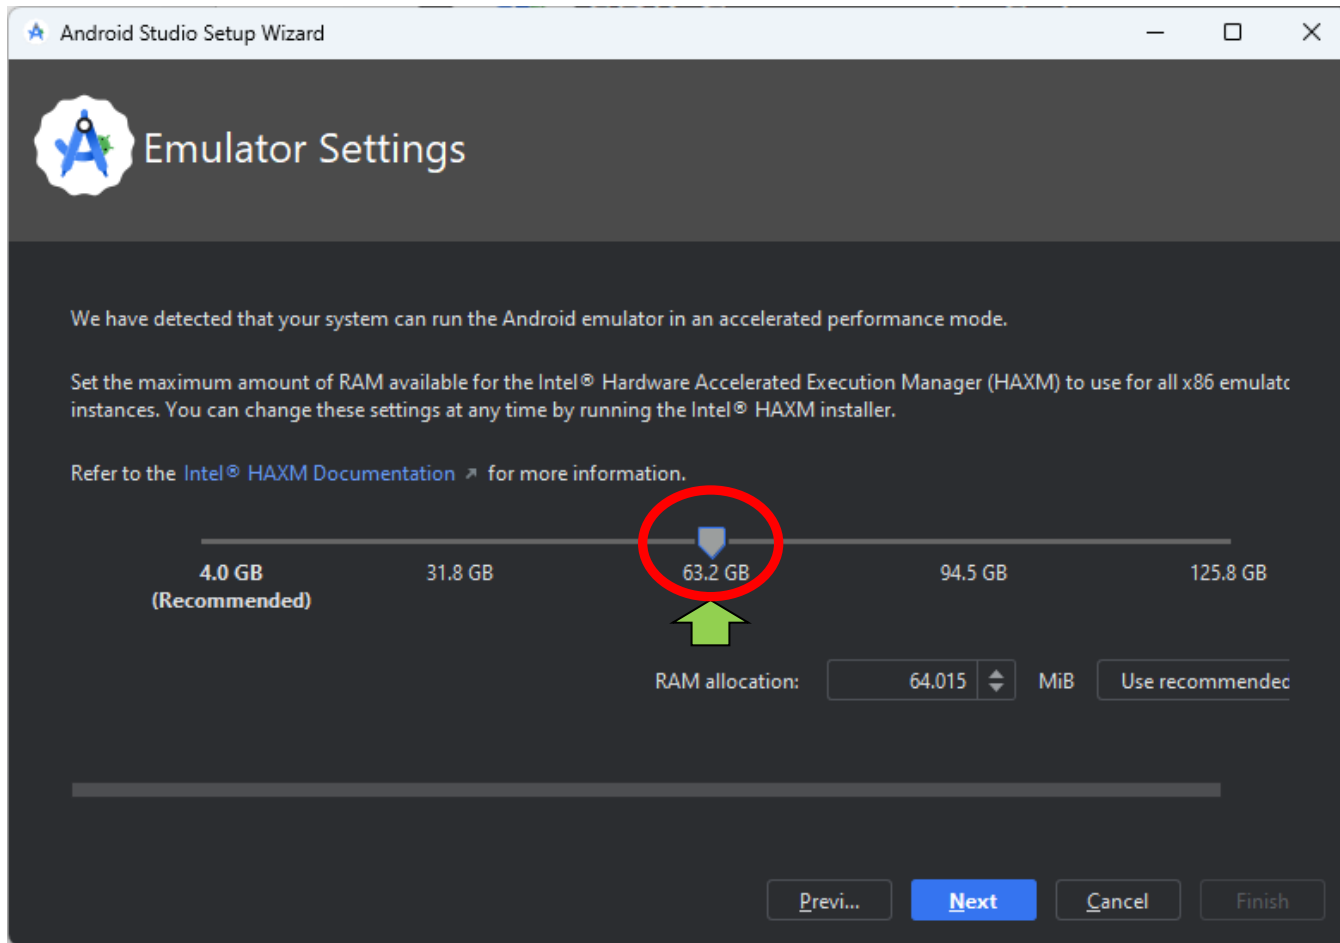 Android Studio Setup Wizard
Emulator Settings
We have detected that your system can run the Android emulator in an accelerated performance mode.
Set the maximum amount of RAM available for the Intel® Hardware Accelerated Execution Manager (HAXM) to use for all x86 emulatc
instances. You can change these settings at any time by running the Intel® HAXM installer.
Refer to the Intel® HAXM Documentation ↗ for more information.
4.0 GB 31.8 GB 63.2 GB 94.5 GB 125.8 GB
(Recommended)
RAM allocation: 64.015 MiB Use recommended
Previ... Next Cancel Finish